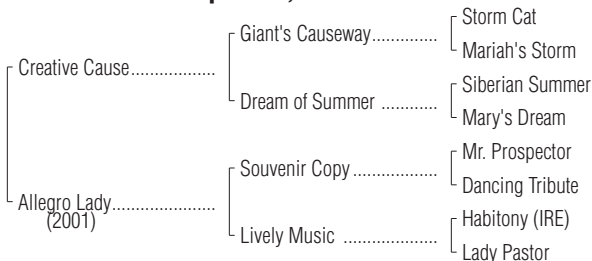 Storm Cat
Giant's Causeway..............
Mariah's Storm
Creative Cause..................
Siberian Summer
Dream of Summer ............
Mary's Dream
Mr. Prospector
Souvenir Copy..................
Dancing Tribute
Allegro Lady......................
(2001)
Habitony (IRE)
Lively Music ....................
Lady Pastor